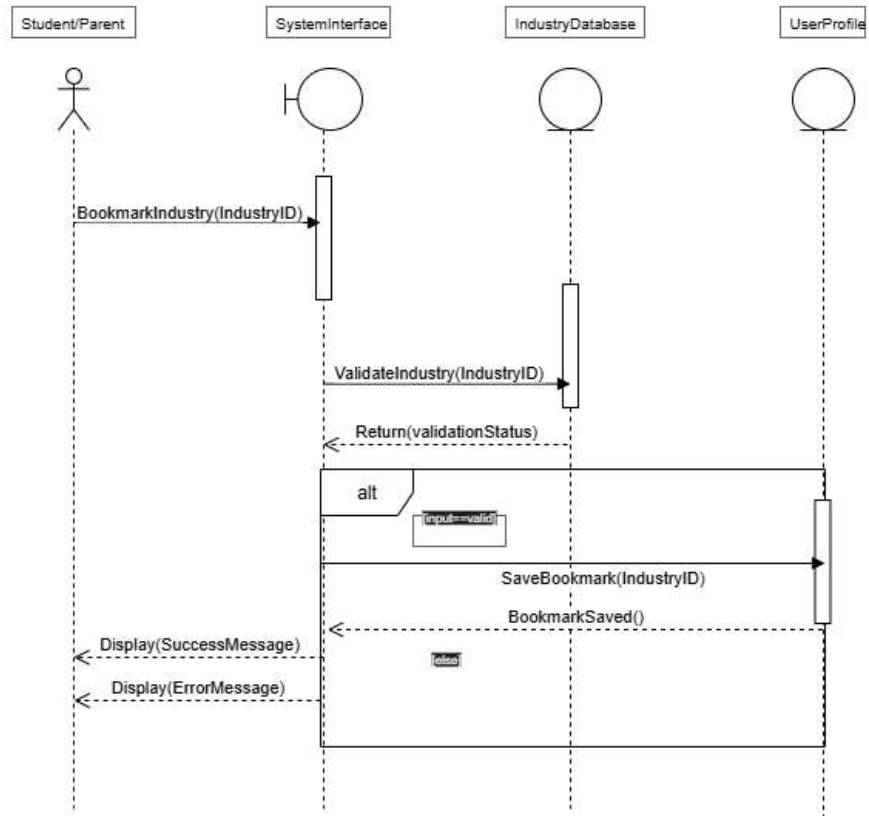 Student/Parent
SystemInterface
IndustryDatabase
UserProfile
BookmarkIndustry(IndustryID)
ValidateIndustry(IndustryID)
Return(validationStatus)
alt
[input==valid]
SaveBookmark(IndustryID)
BookmarkSaved()
Display(SuccessMessage)
[else]
Display(ErrorMessage)